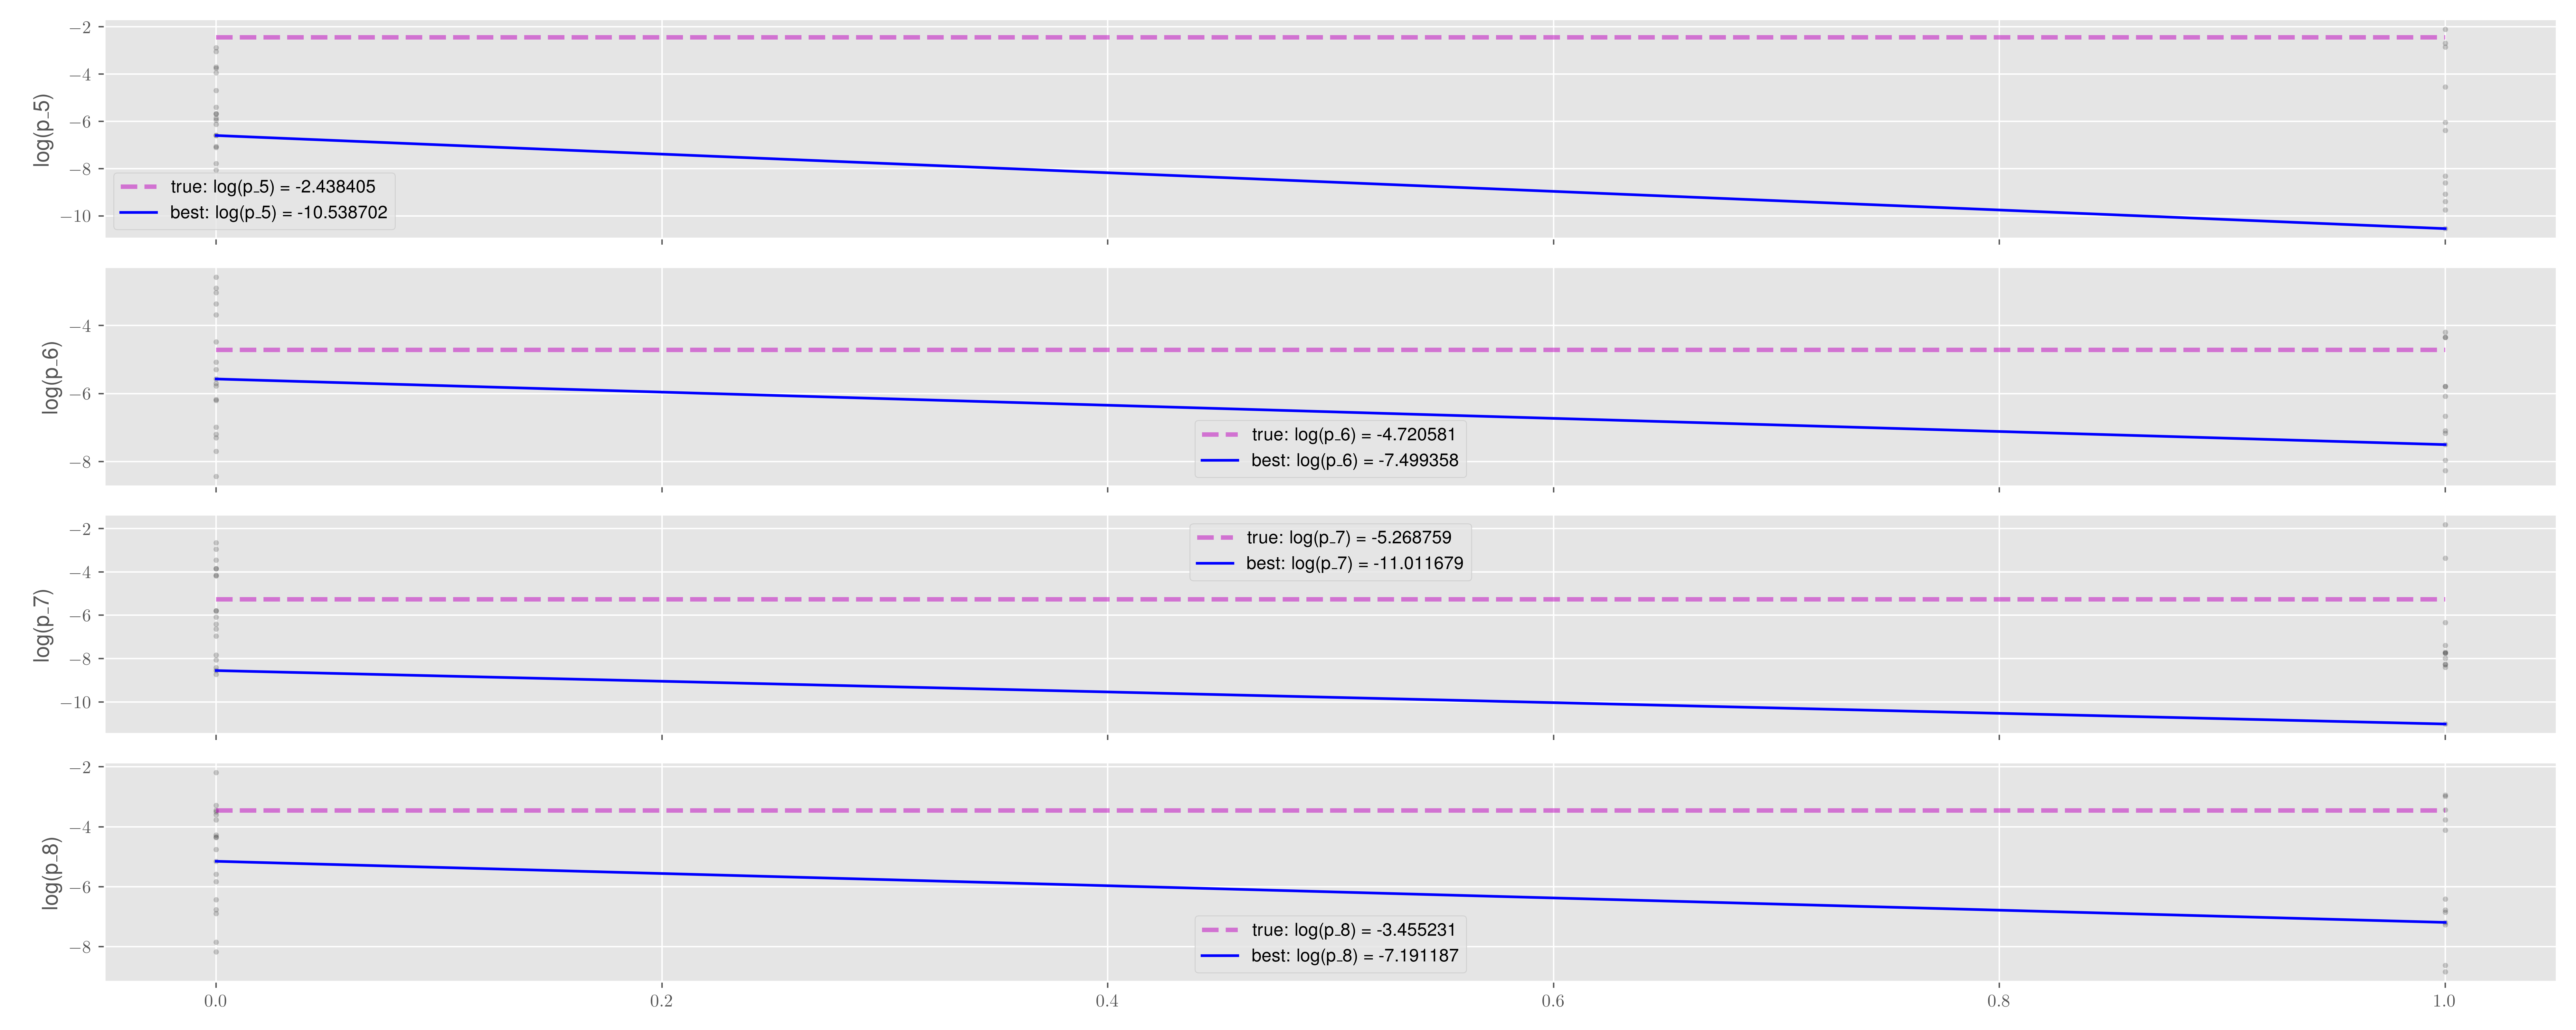 −2
−4
−6
−8
−10
log(p_5)
true: log(p_5) = -2.438405
best: log(p_5) = -10.538702
−4
−6
−8
log(p_6)
true: log(p_6) = -4.720581
best: log(p_6) = -7.499358
−2
−4
−6
−8
−10
log(p_7)
true: log(p_7) = -5.268759
best: log(p_7) = -11.011679
−2
−4
−6
−8
log(p_8)
true: log(p_8) = -3.455231
best: log(p_8) = -7.191187
0.0 0.2 0.4 0.6 0.8 1.0